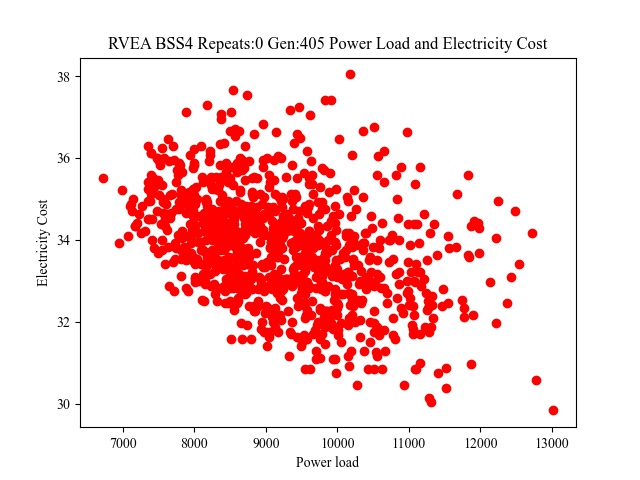 RVEA BSS4 Repeats:0 Gen:405 Power Load and Electricity Cost
38
36
34
32
30
Electricity Cost
7000 8000 9000 10000 11000 12000 13000
Power load